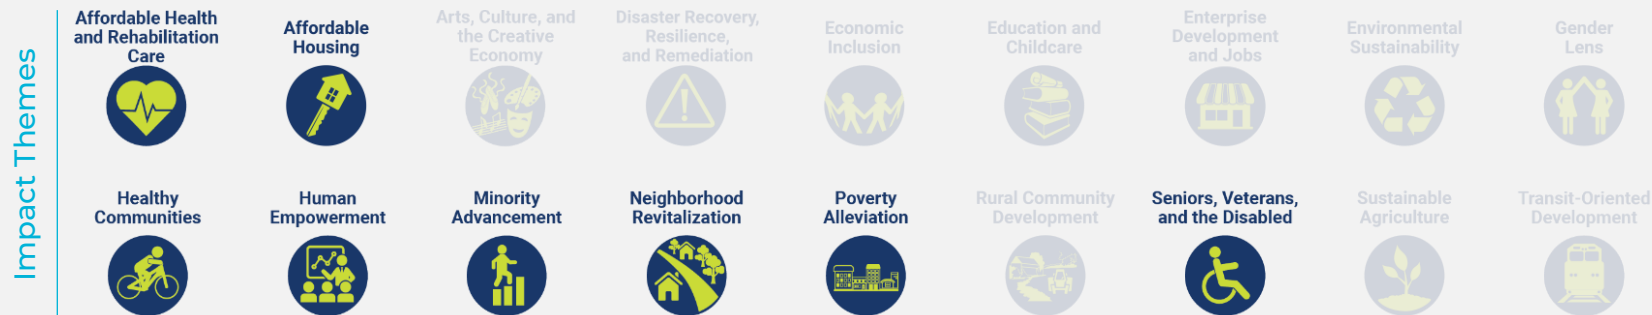 Impact Themes
Affordable Health
and Rehabilitation
Care
Affordable
Housing
Arts, Culture, and
the Creative
Economy
Disaster Recovery,
Resilience,
and Remediation
Economic
Inclusion
Education and
Childcare
Enterprise
Development
and Jobs
Environmental
Sustainability
Gender
Lens
Healthy
Communities
Human
Empowerment
Minority
Advancement
Neighborhood
Revitalization
Poverty
Alleviation
Rural Community
Development
Seniors, Veterans,
and the Disabled
Sustainable
Agriculture
Transit-Oriented
Development